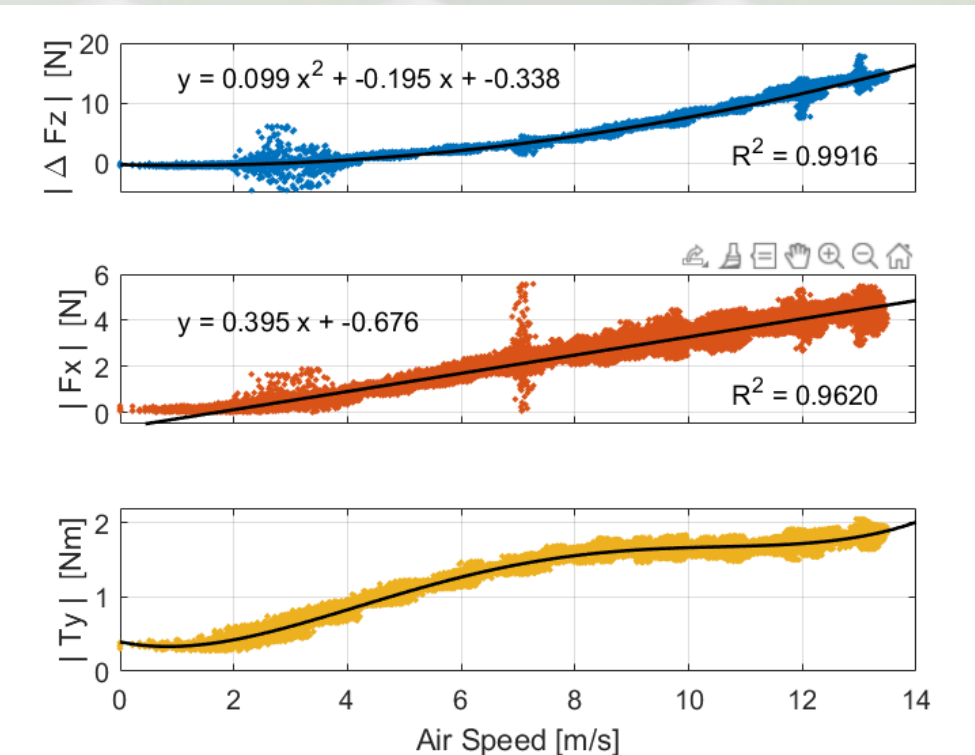 20
10
0
| Δ Fz | [N]
y = 0.099 x² + -0.195 x + -0.338
R² = 0.9916
6
4
2
0
| Fx | [N]
y = 0.395 x + -0.676
R² = 0.9620
2
1
0
| Ty | [Nm]
0 2 4 6 8 10 12 14
Air Speed [m/s]